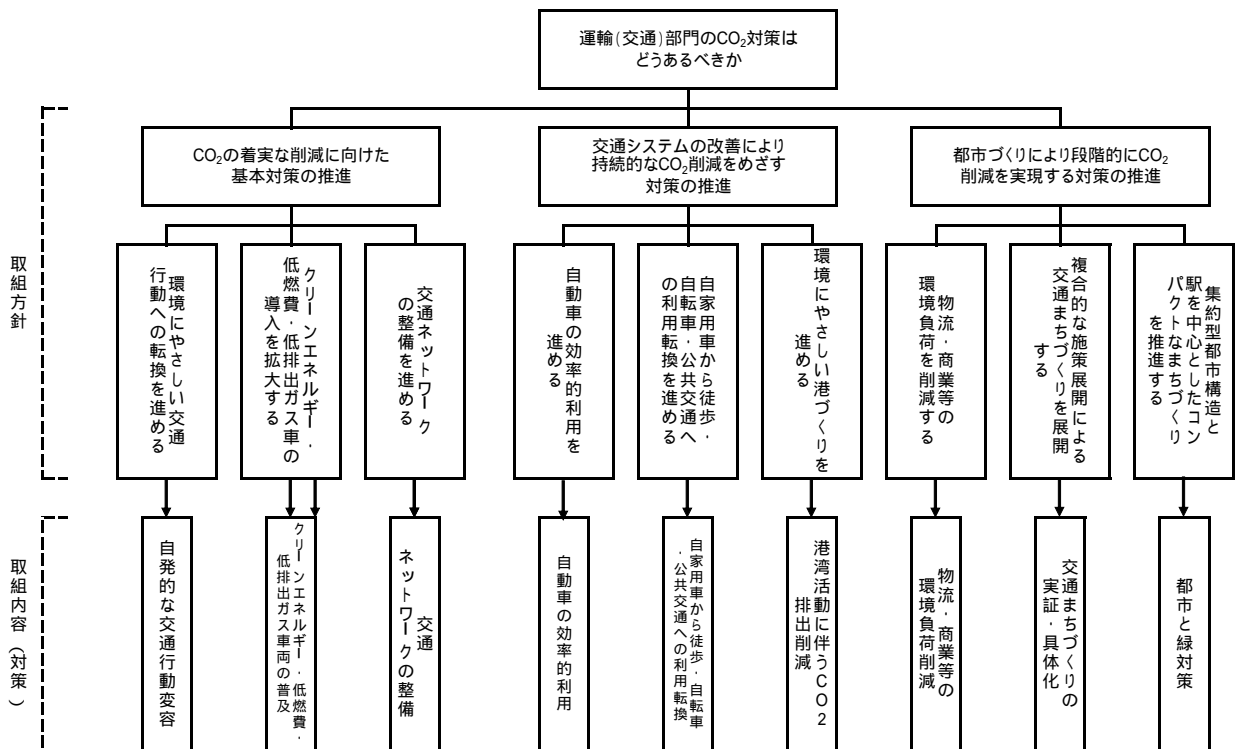 運輸(交通)部門のCO₂対策は
どうあるべきか
CO₂の着実な削減に向けた
基本対策の推進
交通システムの改善により
持続的なCO₂削減をめざす
対策の推進
都市づくりにより段階的にCO₂
削減を実現する対策の推進
取組方針
環境にやさしい交通
行動への転換を進める
クリーンエネルギー・
低燃費・低排出ガス車の
導入を拡大する
交通ネットワーク
の整備を進める
自動車の効率的利用を
進める
自家用車から徒歩・
自転車・公共交通へ
の利用転換を進める
環境にやさしい港づくりを
進める
物流・商業等の
環境負荷を削減する
複合的な施策展開による
交通まちづくりを展開
する
集約型都市構造と
駅を中心としたコン
パクトなまちづくり
を推進する
取組内容(対策)
自発的な交通行動変容
クリーンエネルギー・低燃費・
低排出ガス車両の普及
交通
ネットワークの整備
自動車の効率的利用
自家用車から徒歩・自転車
・公共交通への利用転換
港湾活動に伴うCO2
排出削減
物流・商業等の
環境負荷削減
交通まちづくりの
実証・具体化
都市と緑対策